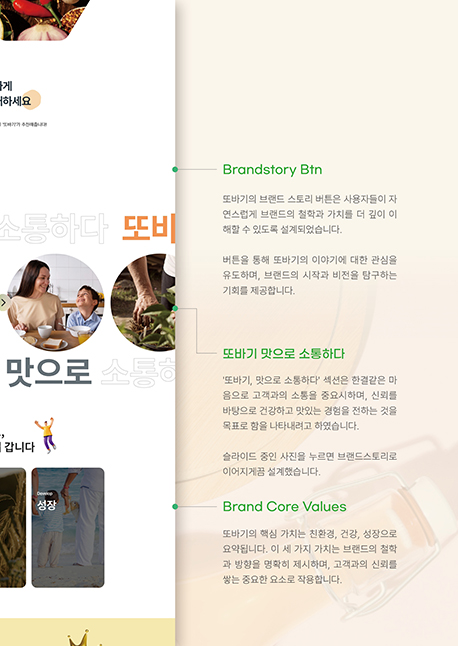 하게
해하세요
Brandstory Btn
또바기의 브랜드 스토리 버튼은 사용자들이 자
연스럽게 브랜드의 철학과 가치를 더 깊이 이
해할 수 있도록 설계되었습니다.
소통하다 또바
버튼을 통해 또바기의 이야기에 대한 관심을
유도하며, 브랜드의 시작과 비전을 탐구하는
기회를 제공합니다.
또바기 맛으로 소통하다
맛으로 소통하
'또바기, 맛으로 소통하다' 섹션은 한결같은 마
음으로 고객과의 소통을 중요시하며, 신뢰를
바탕으로 건강하고 맛있는 경험을 전하는 것을
목표로 함을 나타내려고 하였습니다.
슬라이드 중인 사진을 누르면 브랜드스토리로
이어지게끔 설계했습니다.
갑니다
Develop
성장
Brand Core Values
또바기의 핵심 가치는 친환경, 건강, 성장으로
요약됩니다. 이 세 가지 가치는 브랜드의 철학
과 방향을 명확히 제시하며, 고객과의 신뢰를
쌓는 중요한 요소로 작용합니다.